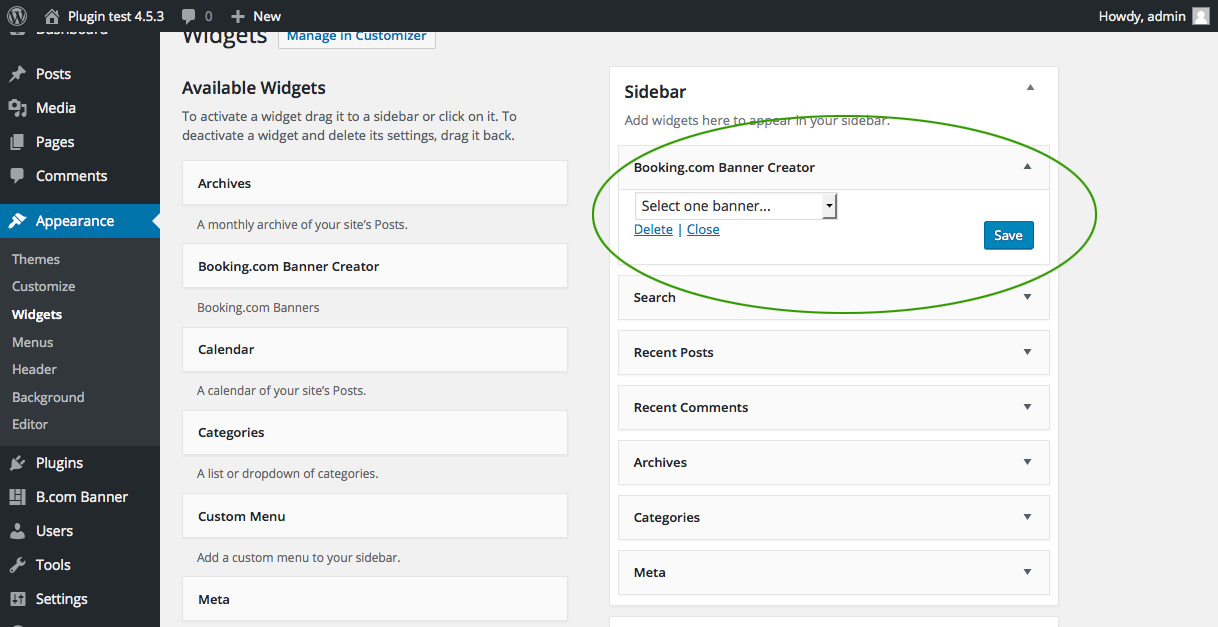 Plugin test 4.5.3
0
New
Howdy, admin
Dashboard
Posts
Media
Pages
Comments
Appearance
Themes
Customize
Widgets
Menus
Header
Background
Editor
Plugins
B.com Banner
Users
Tools
Settings
Widgets
Manage in Customizer
Available Widgets
To activate a widget drag it to a sidebar or click on it. To
deactivate a widget and delete its settings, drag it back.
Archives
A monthly archive of your site’s Posts.
Booking.com Banner Creator
Booking.com Banners
Calendar
A calendar of your site’s Posts.
Categories
A list or dropdown of categories.
Custom Menu
Add a custom menu to your sidebar.
Meta
Sidebar
Add widgets here to appear in your sidebar.
Booking.com Banner Creator
Select one banner...
Delete | Close
Save
Search
Recent Posts
Recent Comments
Archives
Categories
Meta